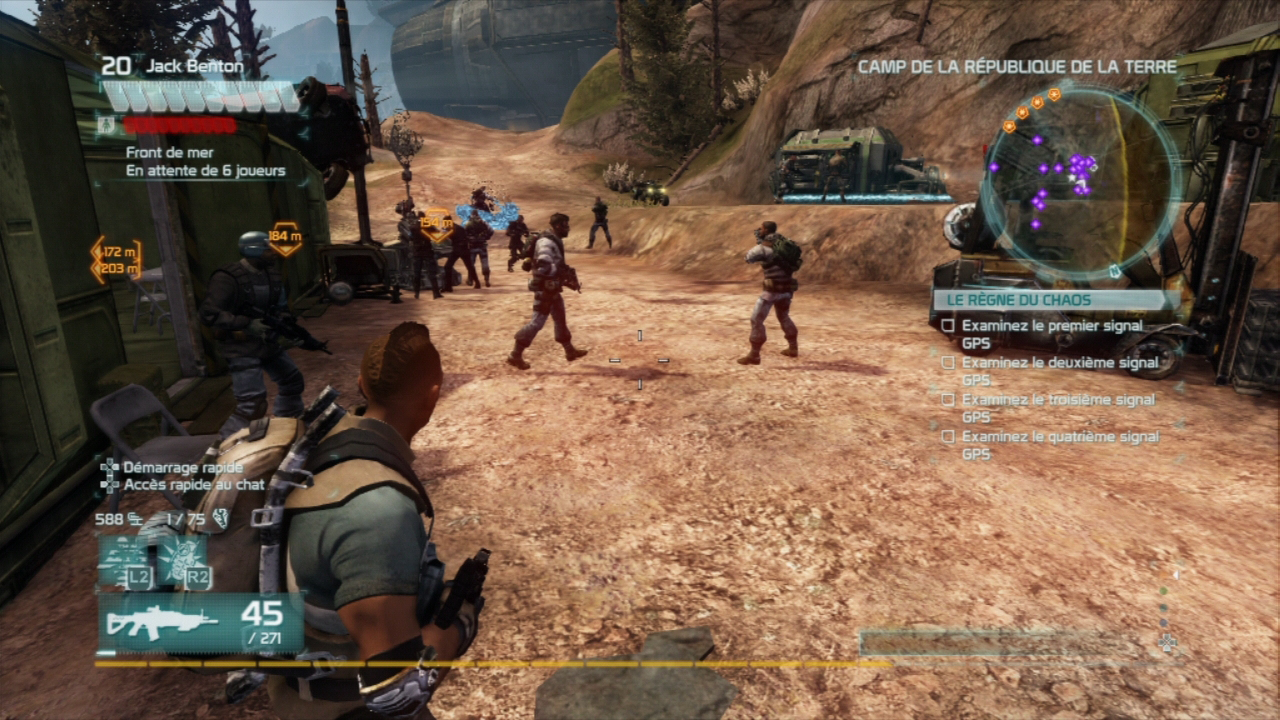 20 Jack Benton
Front de mer
En attente de 6 joueurs
CAMP DE LA RÉPUBLIQUE DE LA TERRE
184 m
154 m
172 m
203 m
LE RÈGNE DU CHAOS
Examinez le premier signal
GPS
Examinez le deuxième signal
GPS
Examinez le troisième signal
GPS
Examinez le quatrième signal
GPS
Démarrage rapide
Accès rapide au chat
588 1 / 75
L2 R2
45
/ 271